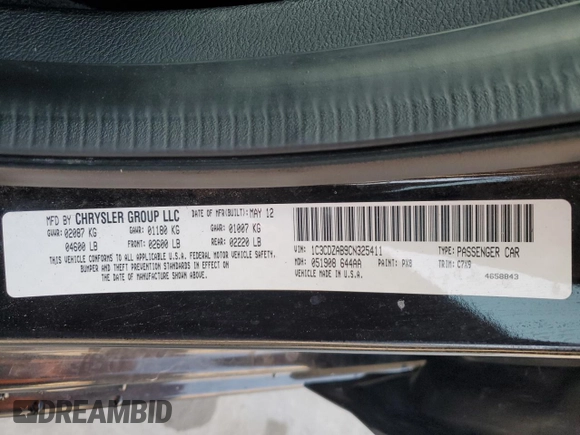 MFD BY CHRYSLER GROUP LLC DATE OF MFR(BUILT): MAY 12
GVWR: 02087 KG GAWR: 01180 KG GAWR: 01007 KG
04600 LB FRONT: 02600 LB REAR: 02220 LB
THIS VEHICLE CONFORMS TO ALL APPLICABLE U.S.A. FEDERAL MOTOR VEHICLE SAFETY,
BUMPER AND THEFT PREVENTION STANDARDS IN EFFECT ON
THE DATE OF MANUFACTURE SHOWN ABOVE.
VIN: 1C3CDZAB9CN325411 TYPE: PASSENGER CAR
MDH: 051908 644AA PAINT: PX8 TRIM: C7X9
VEHICLE MADE IN U.S.A. 4658843
DREAMBID